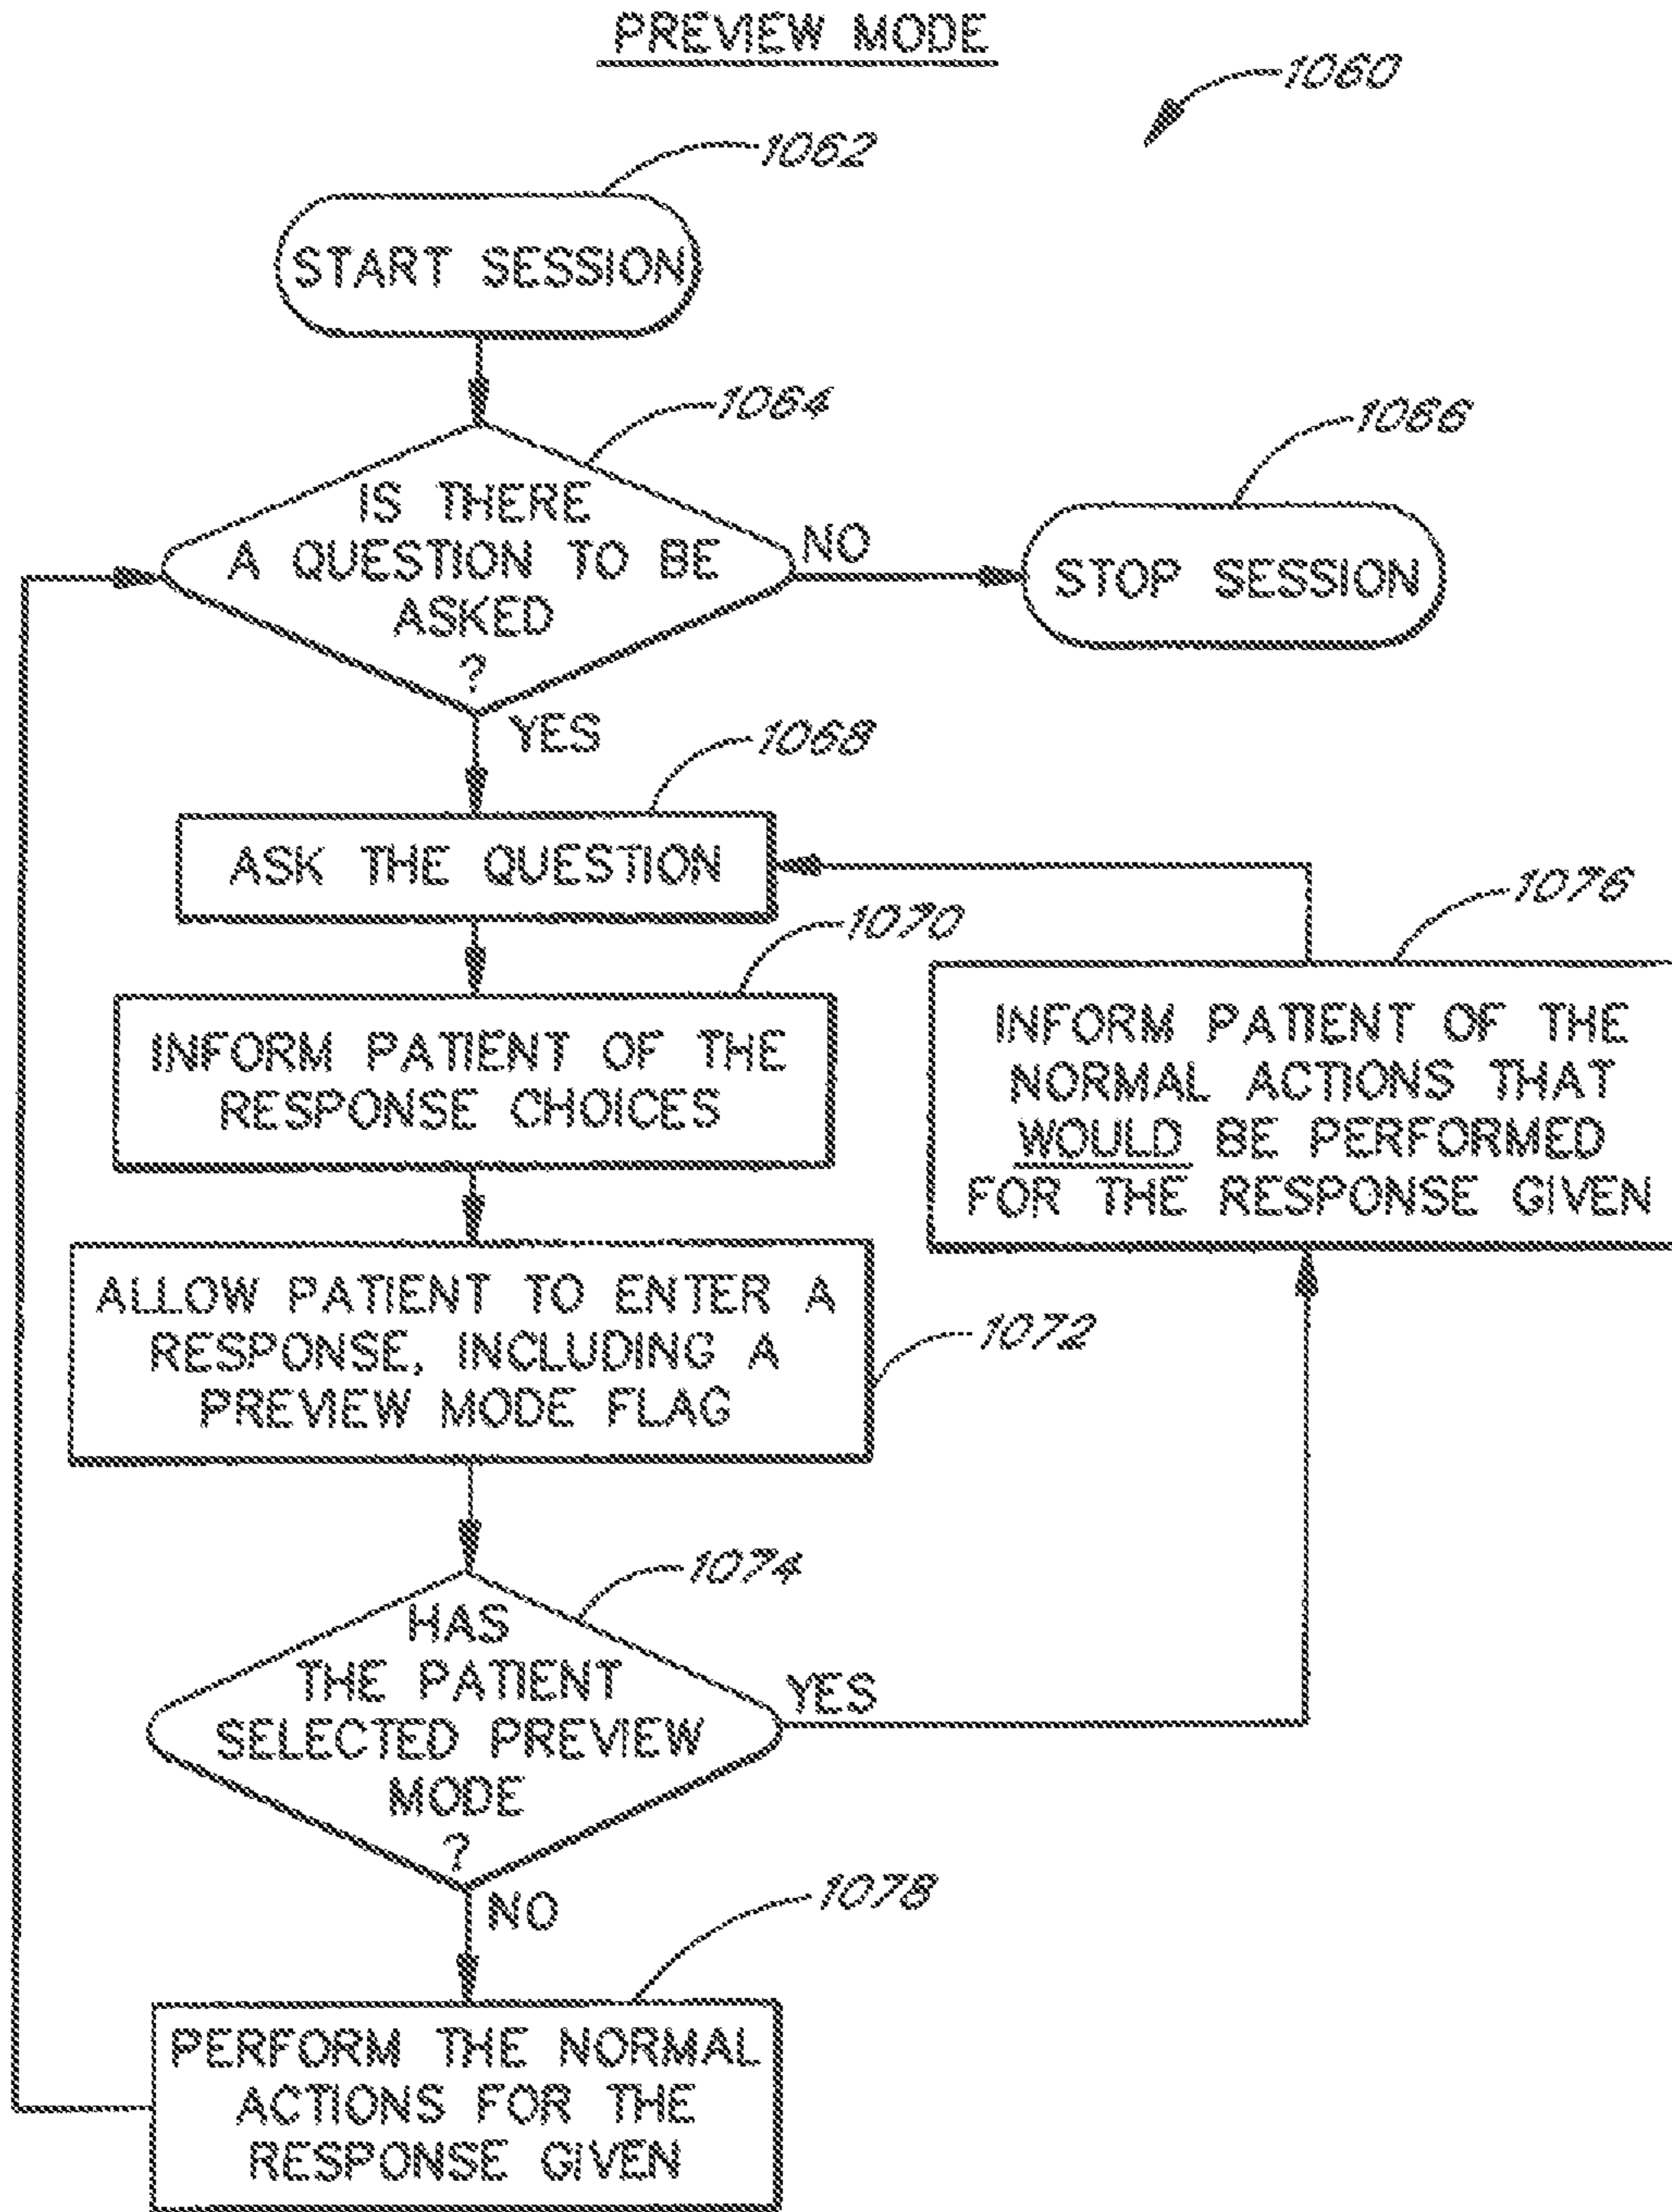 PREVIEW MODE
1060
1062
START SESSION
1064
IS THERE
A QUESTION TO BE
ASKED
?
NO
1066
STOP SESSION
YES
1068
ASK THE QUESTION
1070
INFORM PATIENT OF THE
RESPONSE CHOICES
1076
INFORM PATIENT OF THE
NORMAL ACTIONS THAT
WOULD BE PERFORMED
FOR THE RESPONSE GIVEN
ALLOW PATIENT TO ENTER A
RESPONSE, INCLUDING A
PREVIEW MODE FLAG
1072
1074
HAS
THE PATIENT
SELECTED PREVIEW
MODE
?
YES
NO
1078
PERFORM THE NORMAL
ACTIONS FOR THE
RESPONSE GIVEN